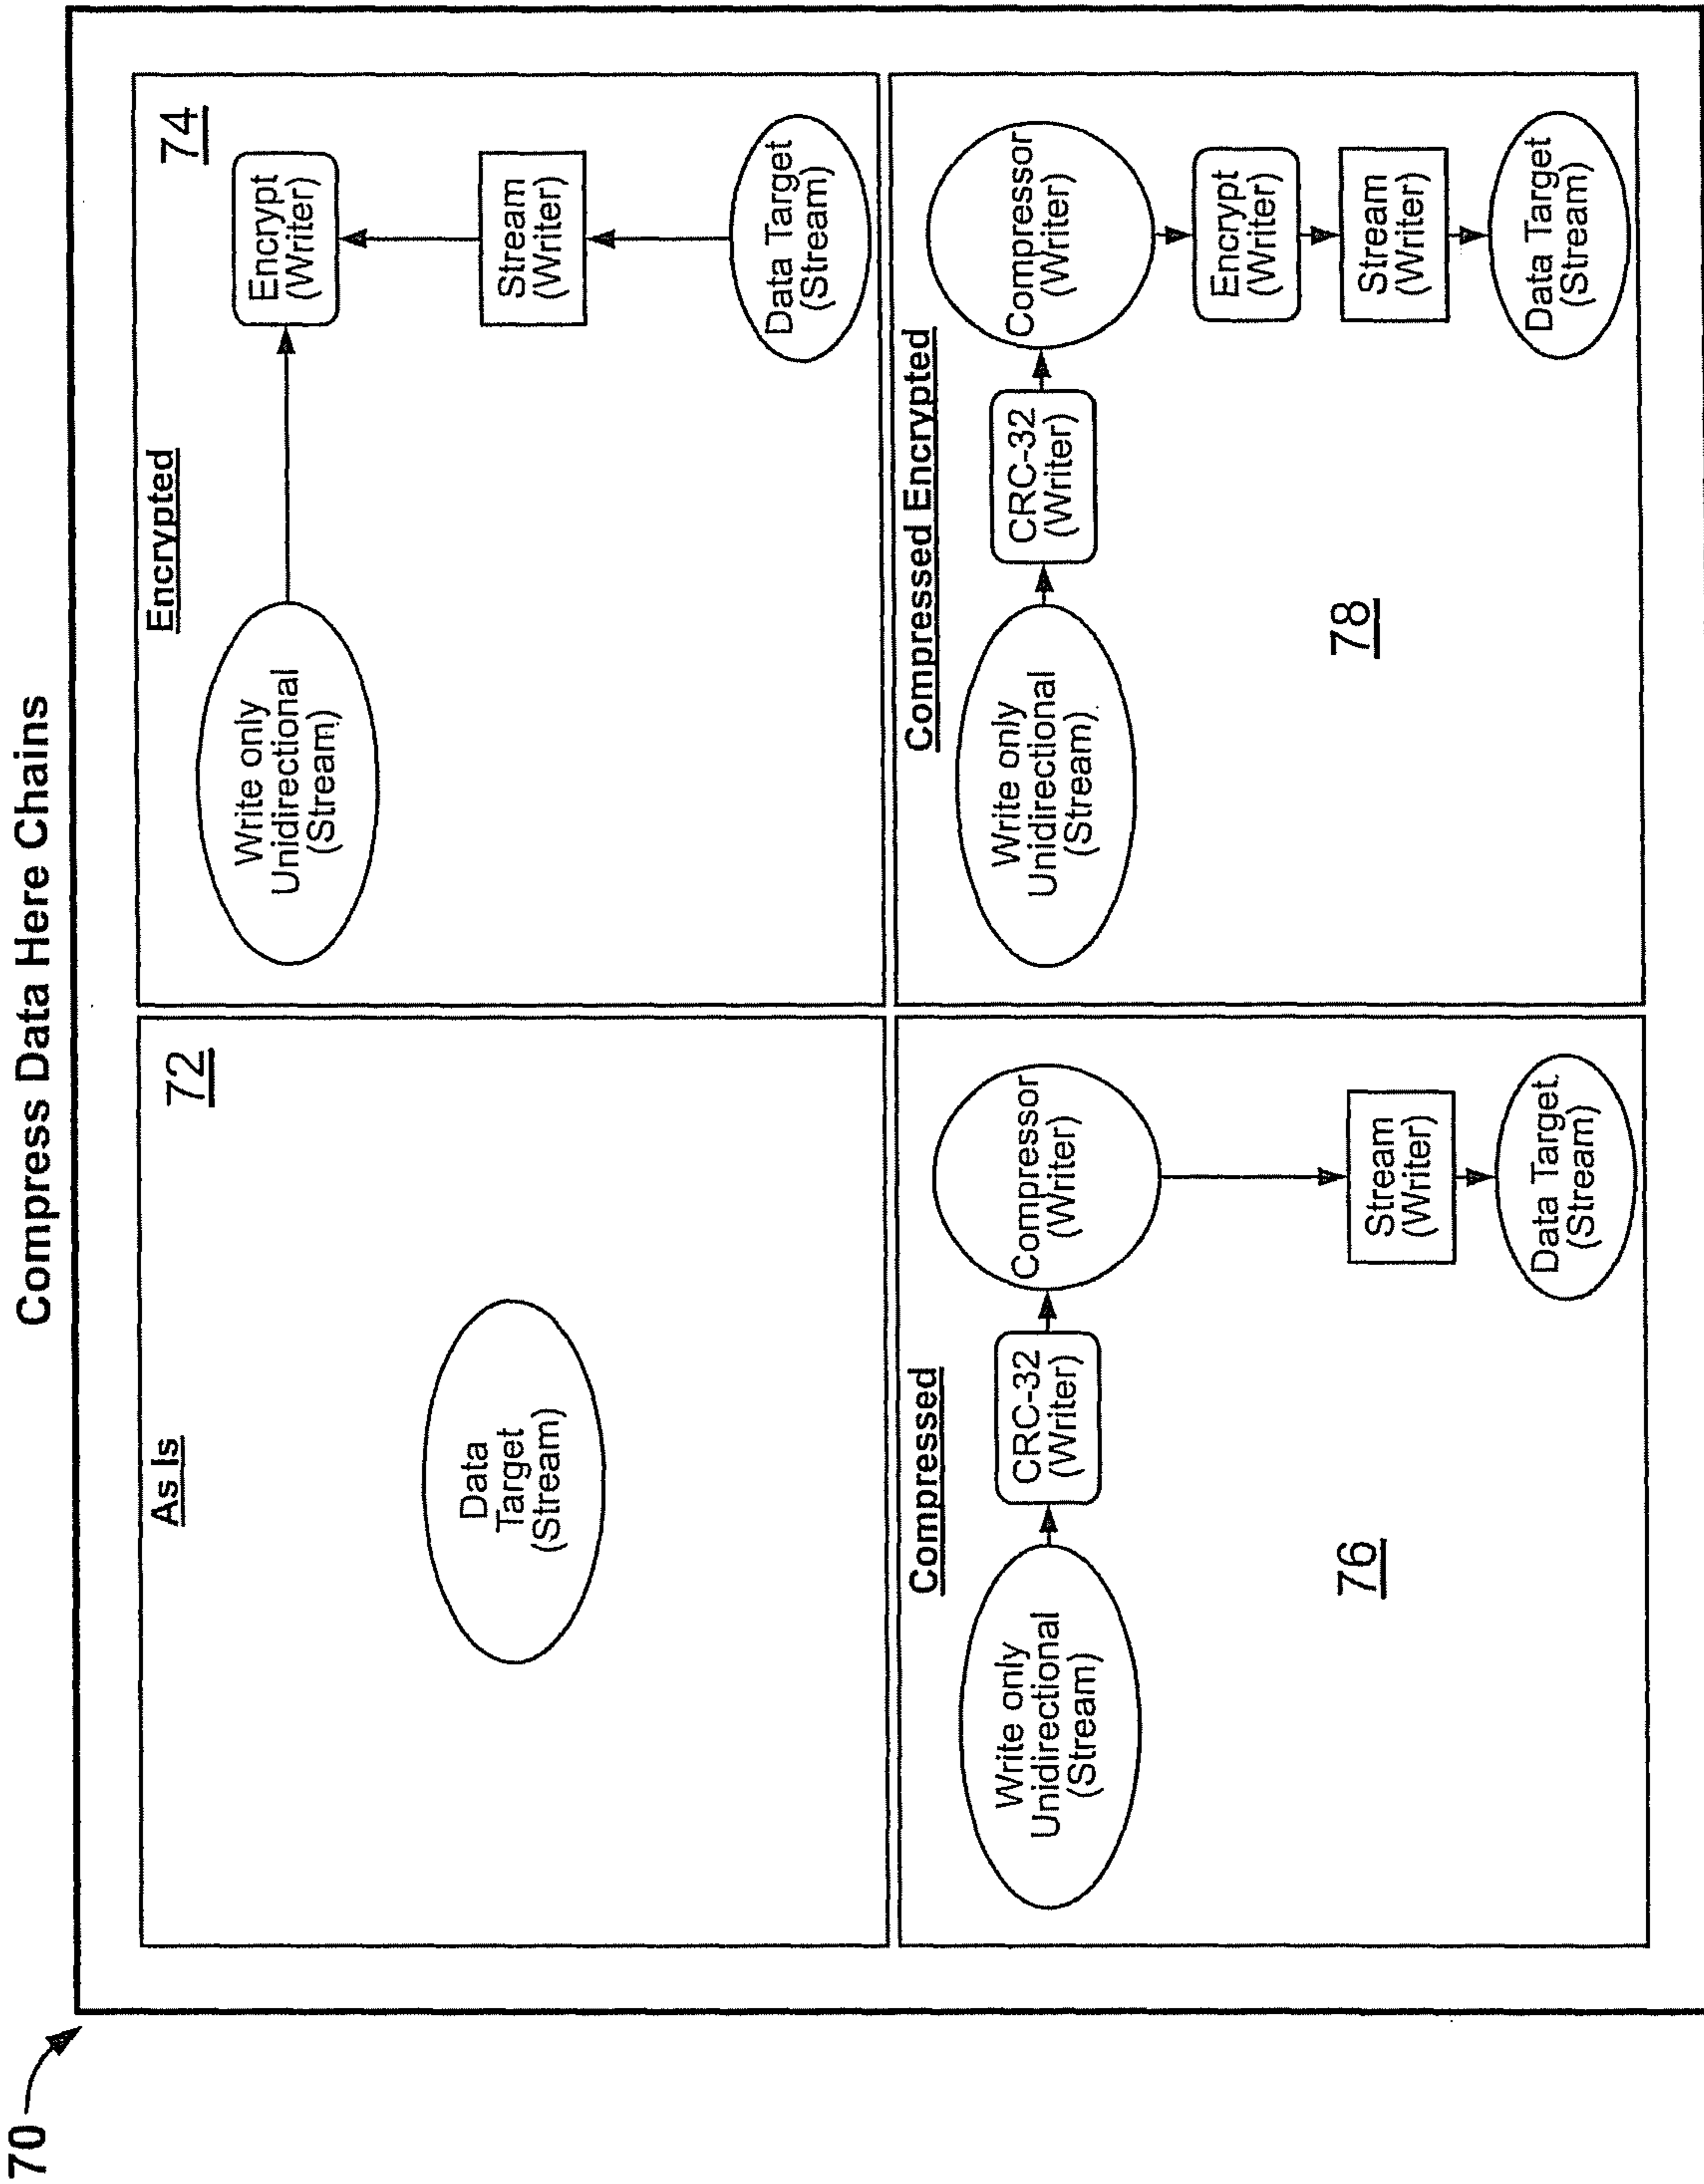 70
Compress Data Here Chains
As Is
72
Data
Target
(Stream)
Encrypted
74
Write only
Unidirectional
(Stream)
Encrypt
(Writer)
Stream
(Writer)
Data Target
(Stream)
Compressed
Write only
Unidirectional
(Stream)
CRC-32
(Writer)
Compressor
(Writer)
Stream
(Writer)
Data Target
(Stream)
76
Compressed Encrypted
Write only
Unidirectional
(Stream)
CRC-32
(Writer)
Compressor
(Writer)
Encrypt
(Writer)
Stream
(Writer)
Data Target
(Stream)
78